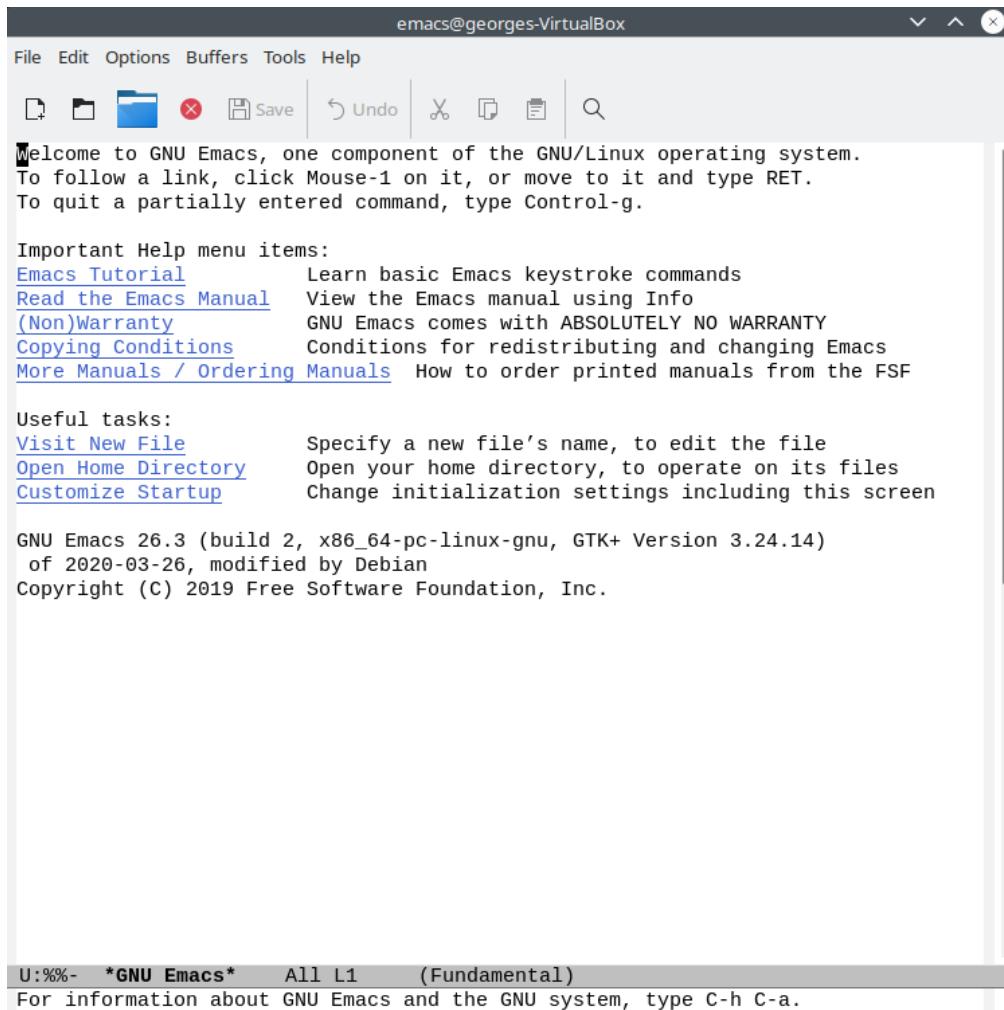 emacs@georges-VirtualBox
File Edit Options Buffers Tools Help
Save Undo
Welcome to GNU Emacs, one component of the GNU/Linux operating system.
To follow a link, click Mouse-1 on it, or move to it and type RET.
To quit a partially entered command, type Control-g.
Important Help menu items:
Emacs Tutorial Learn basic Emacs keystroke commands
Read the Emacs Manual View the Emacs manual using Info
(Non)Warranty GNU Emacs comes with ABSOLUTELY NO WARRANTY
Copying Conditions Conditions for redistributing and changing Emacs
More Manuals / Ordering Manuals How to order printed manuals from the FSF
Useful tasks:
Visit New File Specify a new file’s name, to edit the file
Open Home Directory Open your home directory, to operate on its files
Customize Startup Change initialization settings including this screen
GNU Emacs 26.3 (build 2, x86_64-pc-linux-gnu, GTK+ Version 3.24.14)
of 2020-03-26, modified by Debian
Copyright (C) 2019 Free Software Foundation, Inc.
U:%%- *GNU Emacs* All L1 (Fundamental)
For information about GNU Emacs and the GNU system, type C-h C-a.